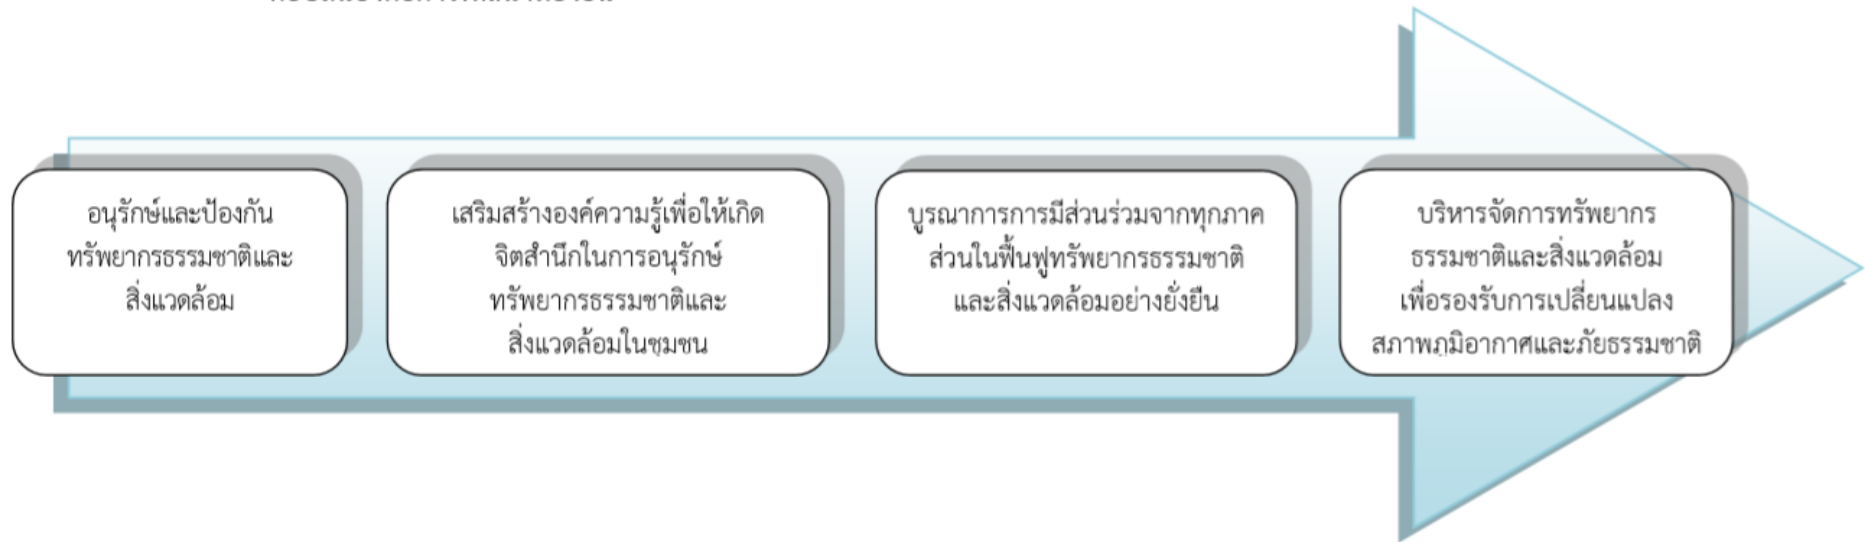 อนุรักษ์และป้องกัน
ทรัพยากรธรรมชาติและ
สิ่งแวดล้อม
เสริมสร้างองค์ความรู้เพื่อให้เกิด
จิตสำนึกในการอนุรักษ์
ทรัพยากรธรรมชาติและ
สิ่งแวดล้อมในชุมชน
บูรณาการการมีส่วนร่วมจากทุกภาค
ส่วนในฟื้นฟูทรัพยากรธรรมชาติ
และสิ่งแวดล้อมอย่างยั่งยืน
บริหารจัดการทรัพยากร
ธรรมชาติและสิ่งแวดล้อม
เพื่อรองรับการเปลี่ยนแปลง
สภาพภูมิอากาศและภัยธรรมชาติ